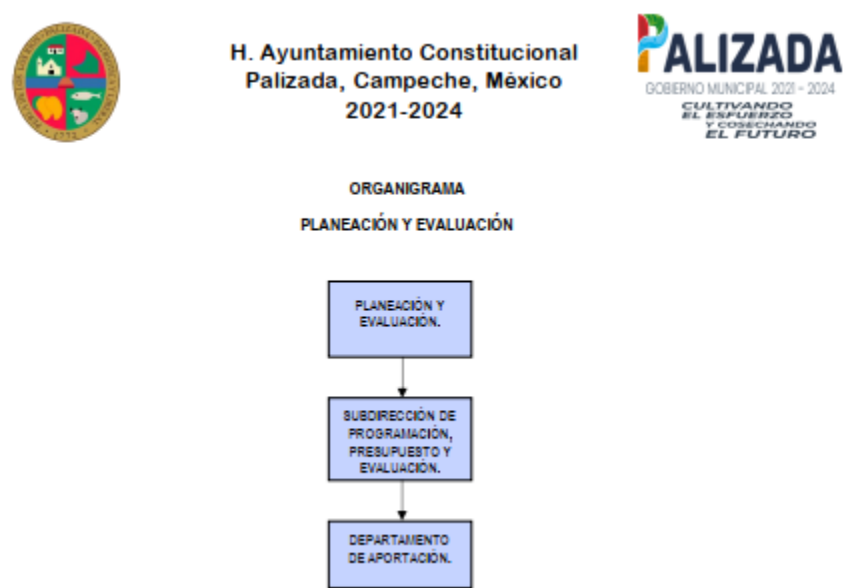 H. Ayuntamiento Constitucional
Palizada, Campeche, México
2021-2024
PALIZADA
GOBIERNO MUNICIPAL 2021 - 2024
CULTIVANDO
EL ESFUERZO
Y COSECHANDO
EL FUTURO
1772
ORGANIGRAMA
PLANEACIÓN Y EVALUACIÓN
PLANEACIÓN Y
EVALUACIÓN.
SUBDIRECCIÓN DE
PROGRAMACIÓN,
PRESUPUESTO Y
EVALUACIÓN.
DEPARTAMENTO
DE APORTACIÓN.